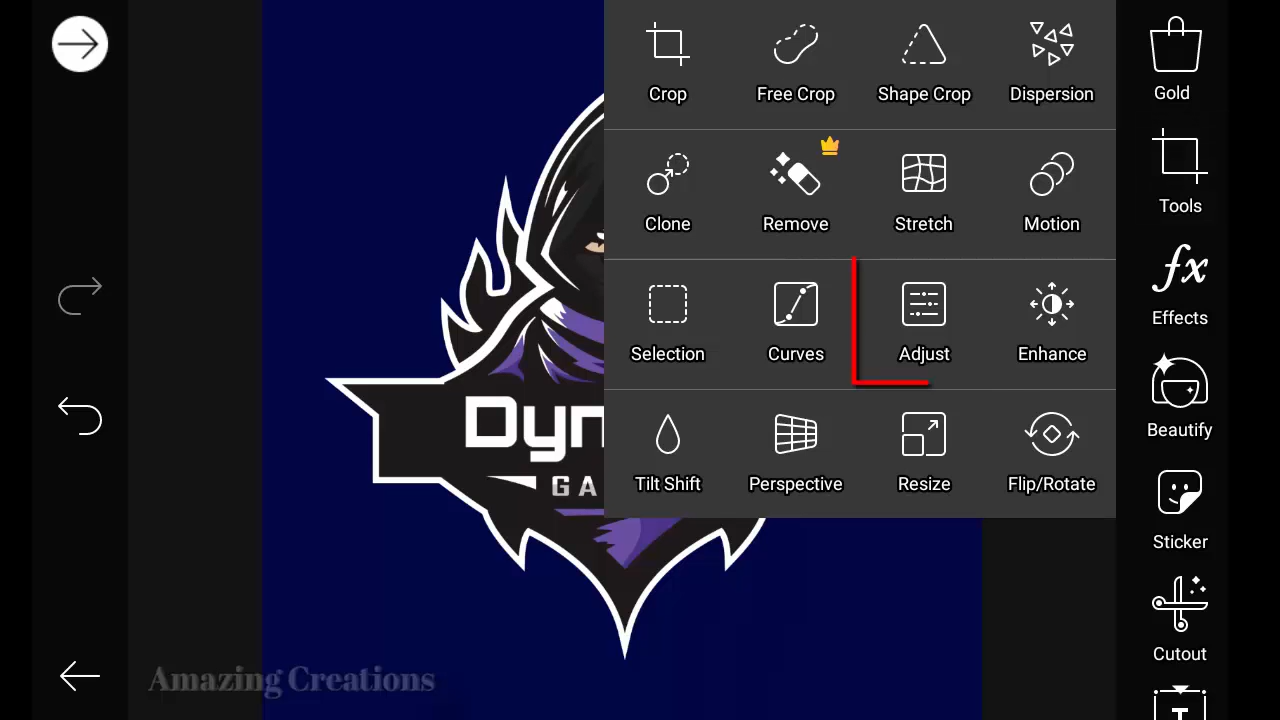 Crop Free Crop Shape Crop Dispersion Gold
Clone Remove Stretch Motion Tools
Selection Curves Adjust Enhance Effects
Tilt Shift Perspective Resize Flip/Rotate Beautify
Sticker
Cutout
Dyn
GA
Amazing Creations